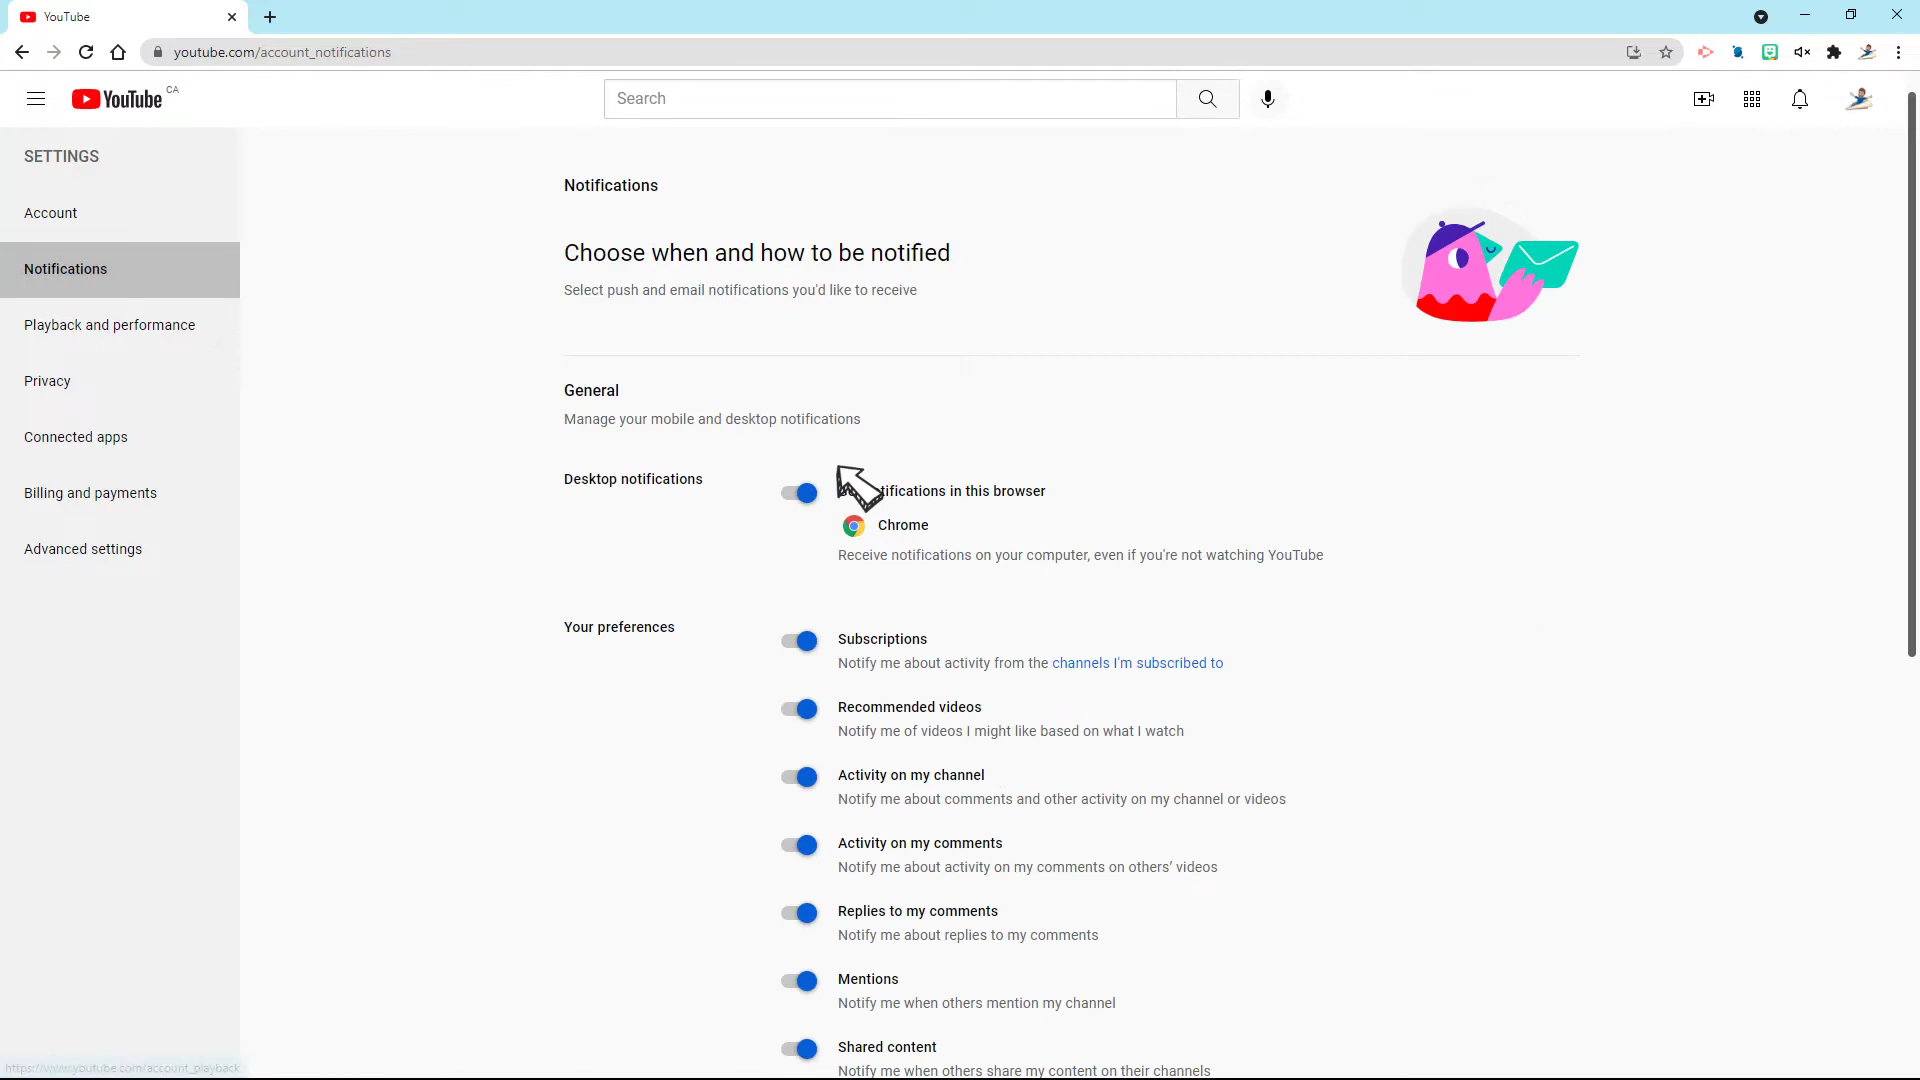 YouTube
youtube.com/account_notifications
YouTube CA
Search
SETTINGS
Account
Notifications
Playback and performance
Privacy
Connected apps
Billing and payments
Advanced settings
Notifications
Choose when and how to be notified
Select push and email notifications you'd like to receive
General
Manage your mobile and desktop notifications
Desktop notifications
in this browser
Chrome
Receive notifications on your computer, even if you're not watching YouTube
Your preferences
Subscriptions
Notify me about activity from the channels I'm subscribed to
Recommended videos
Notify me of videos I might like based on what I watch
Activity on my channel
Notify me about comments and other activity on my channel or videos
Activity on my comments
Notify me about activity on my comments on others’ videos
Replies to my comments
Notify me about replies to my comments
Mentions
Notify me when others mention my channel
Shared content
Notify me when others share my content on their channels
https://www.youtube.com/account_playback